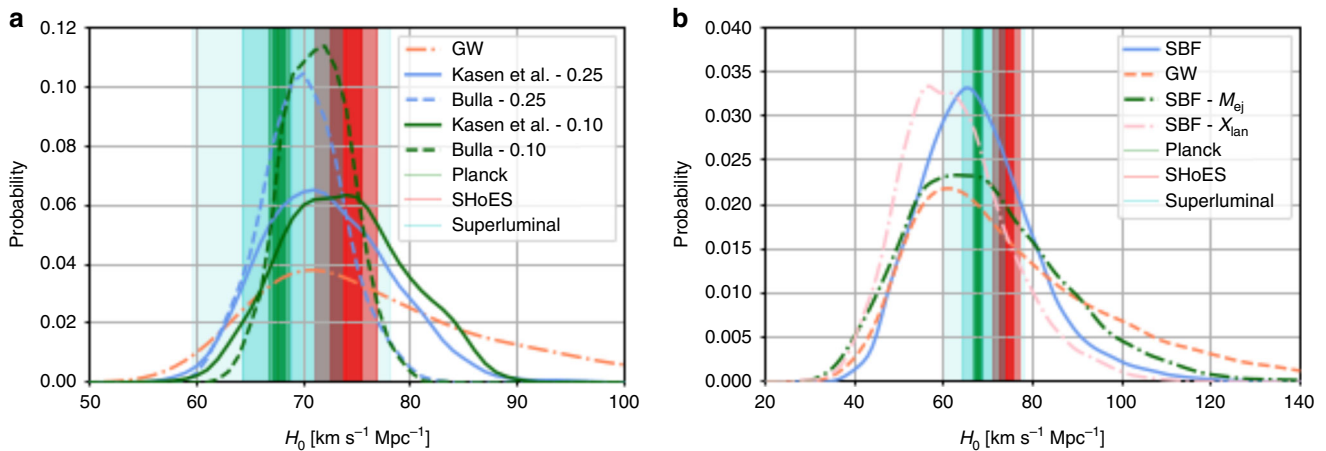 a
0.12
0.10
0.08
0.06
0.04
0.02
0.00
Probability
50 60 70 80 90 100
H₀ [km s⁻¹ Mpc⁻¹]
GW
Kasen et al. - 0.25
Bulla - 0.25
Kasen et al. - 0.10
Bulla - 0.10
Planck
SHoES
Superluminal
b
0.040
0.035
0.030
0.025
0.020
0.015
0.010
0.005
0.000
Probability
20 40 60 80 100 120 140
H₀ [km s⁻¹ Mpc⁻¹]
SBF
GW
SBF - Mej
SBF - Xlan
Planck
SHoES
Superluminal